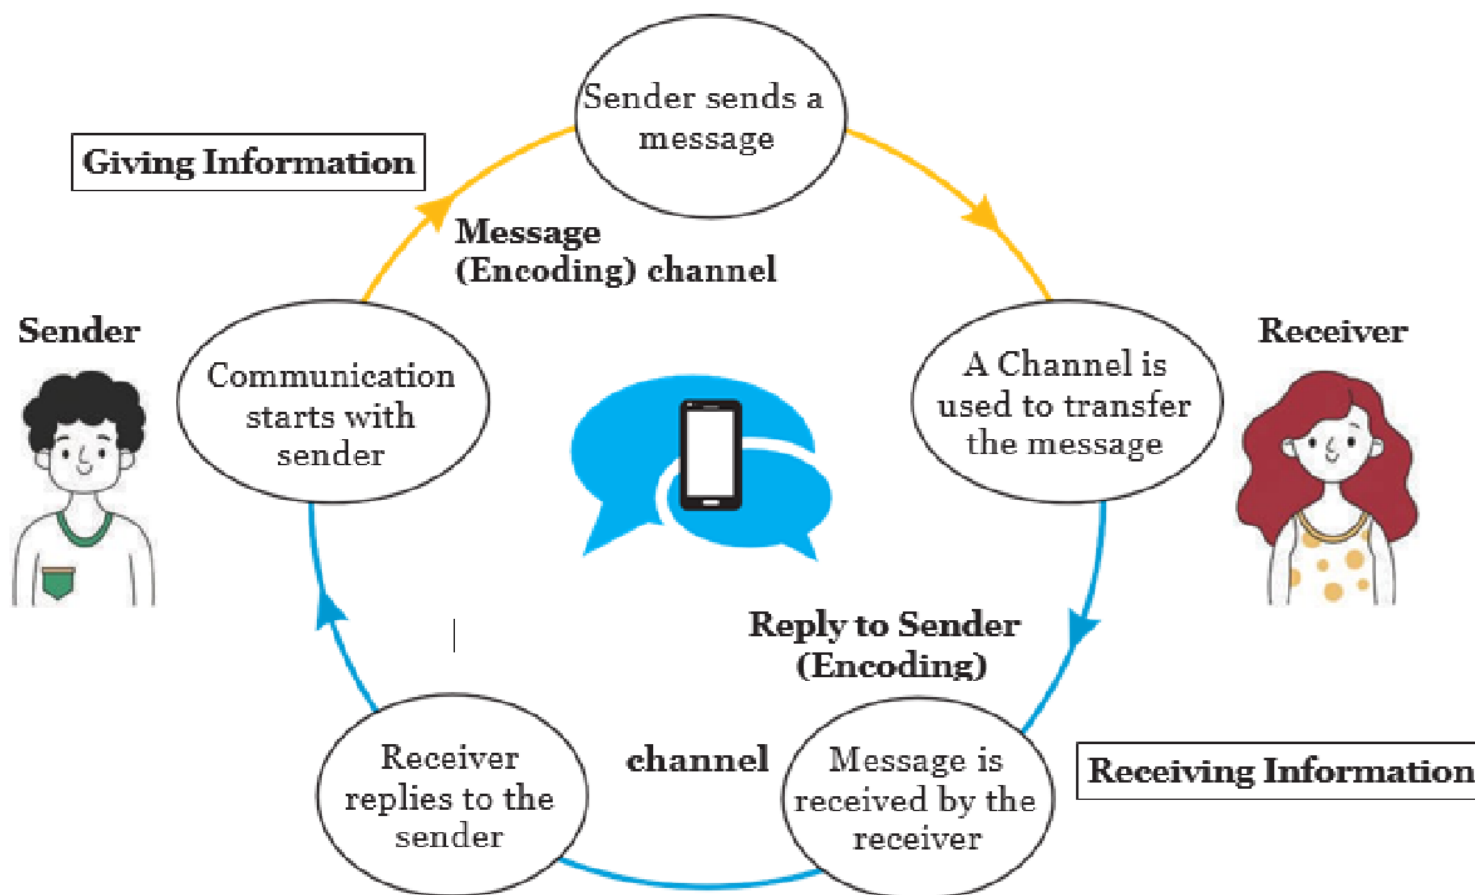 Sender sends a
message
Giving Information
Message
(Encoding) channel
Sender
Communication
starts with
sender
A Channel is
used to transfer
the message
Receiver
Reply to Sender
(Encoding)
Receiver
replies to the
sender
channel
Message is
received by the
receiver
Receiving Information